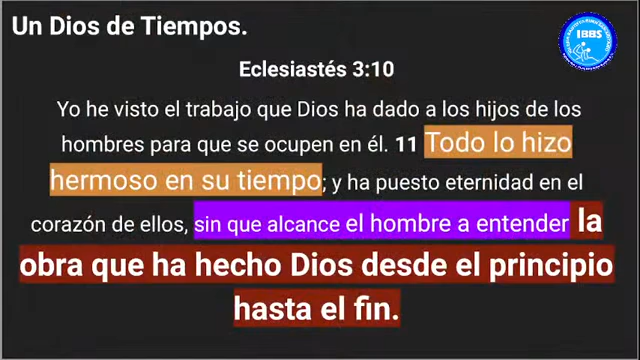 Un Dios de Tiempos.
IBBS
Eclesiastés 3:10
Yo he visto el trabajo que Dios ha dado a los hijos de los
hombres para que se ocupen en él. 11 Todo lo hizo
hermoso en su tiempo; y ha puesto eternidad en el
corazón de ellos, sin que alcance el hombre a entender la
obra que ha hecho Dios desde el principio
hasta el fin.